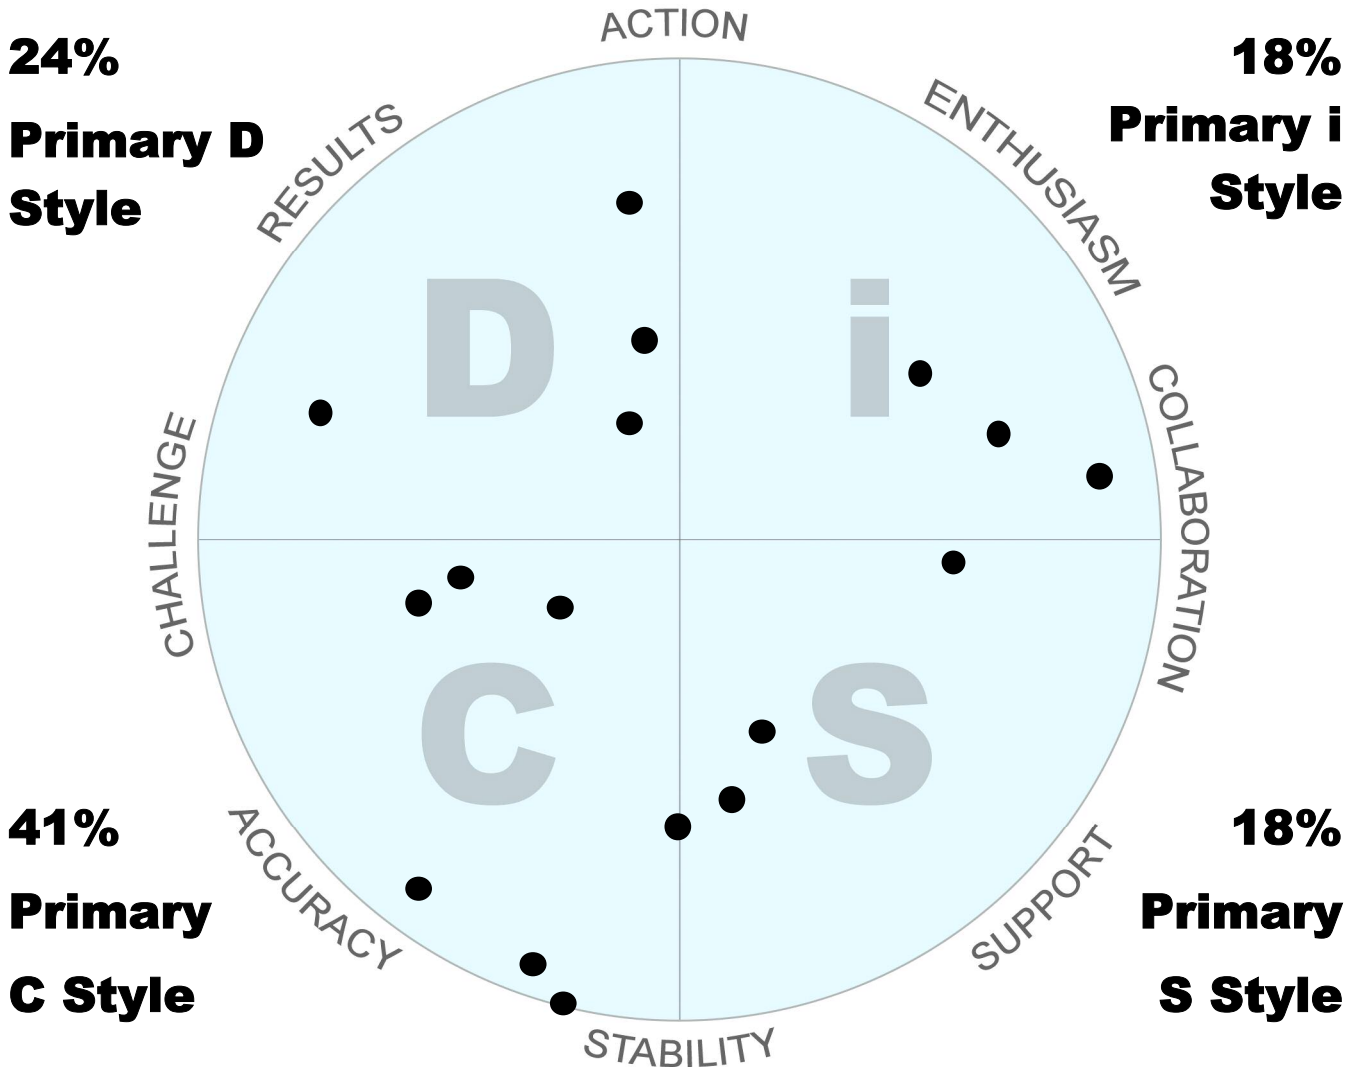 ACTION
24%
Primary D
Style
18%
Primary i
Style
RESULTS
ENTHUSIASM
D
i
CHALLENGE
COLLABORATION
C
S
41%
Primary
C Style
ACCURACY
SUPPORT
18%
Primary
S Style
STABILITY